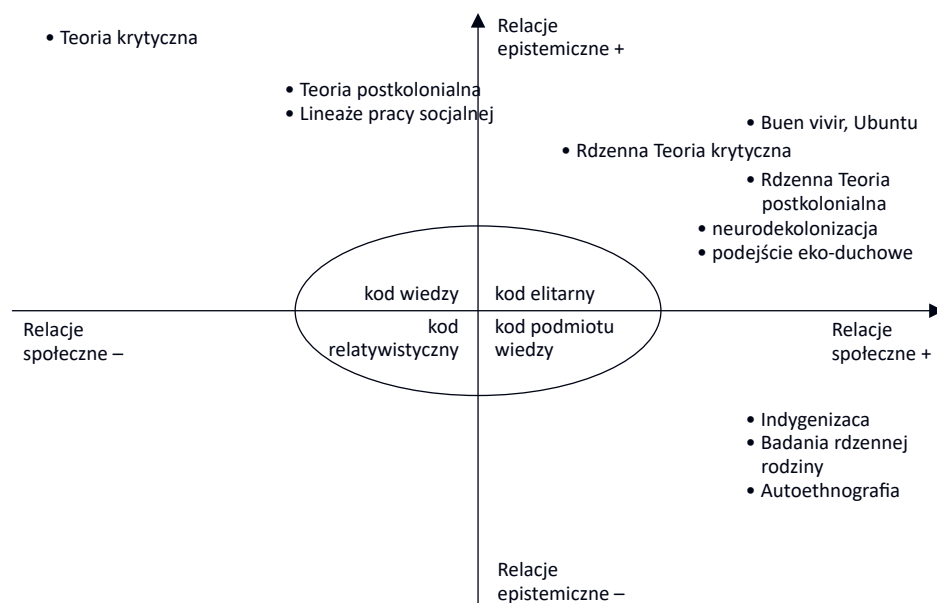 • Teoria krytyczna
Relacje
epistemiczne +
• Teoria postkolonialna
• Lineaże pracy socjalnej
• Buen vivir, Ubuntu
• Rdzenna Teoria krytyczna
• Rdzenna Teoria
postkolonialna
• neurodekolonizacja
• podejście eko-duchowe
kod wiedzy
kod elitarny
Relacje
społeczne –
kod
relatywistyczny
kod podmiotu
wiedzy
Relacje
społeczne +
• Indygenizaca
• Badania rdzennej
rodziny
• Autoethnografia
Relacje
epistemiczne –